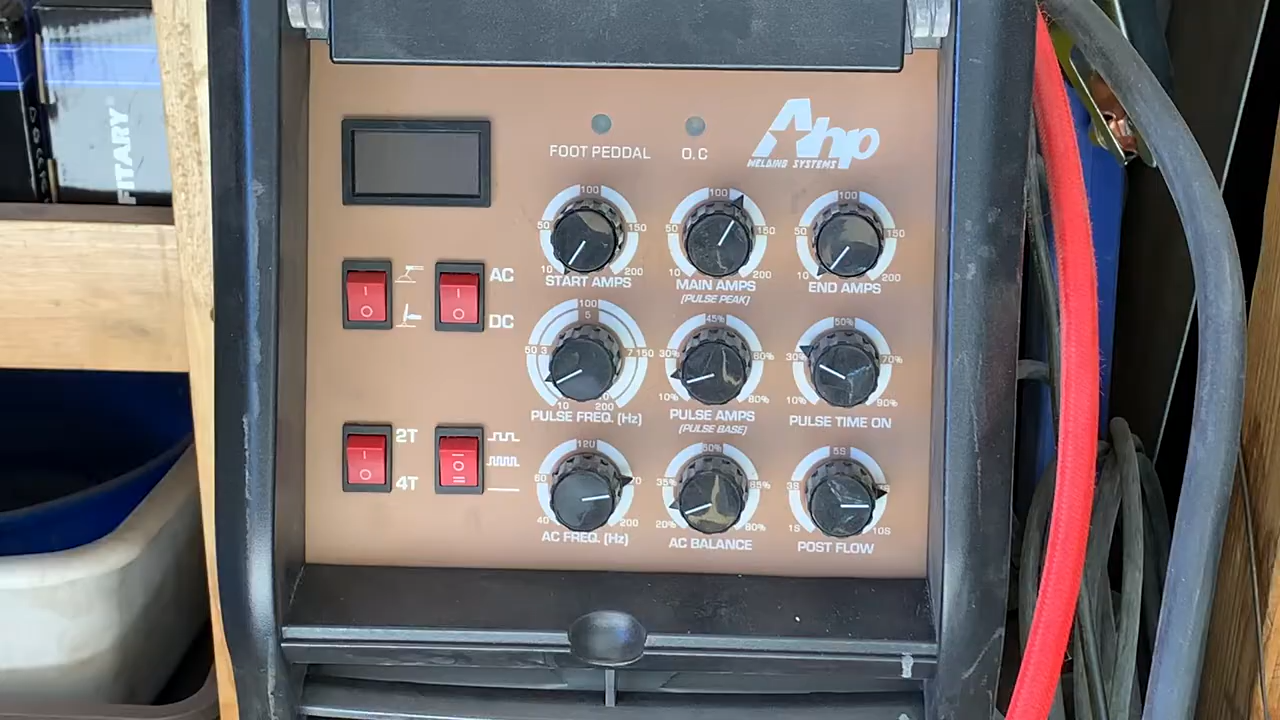 TTARY
FOOT PEDDAL
O.C
Ahp
WELDING SYSTEMS
50 100 150
10 200
START AMPS
50 100 150
10 200
MAIN AMPS
(PULSE PEAK)
50 100 150
10 200
END AMPS
AC
DC
100
5
50 3 7 150
10 200
PULSE FREQ. (Hz)
30% 45% 60%
10% 80%
PULSE AMPS
(PULSE BASE)
30% 50% 70%
10% 90%
PULSE TIME ON
2T
4T
120
40 200
AC FREQ. (Hz)
35% 50% 65%
20% 80%
AC BALANCE
3S 5S
1S 10S
POST FLOW